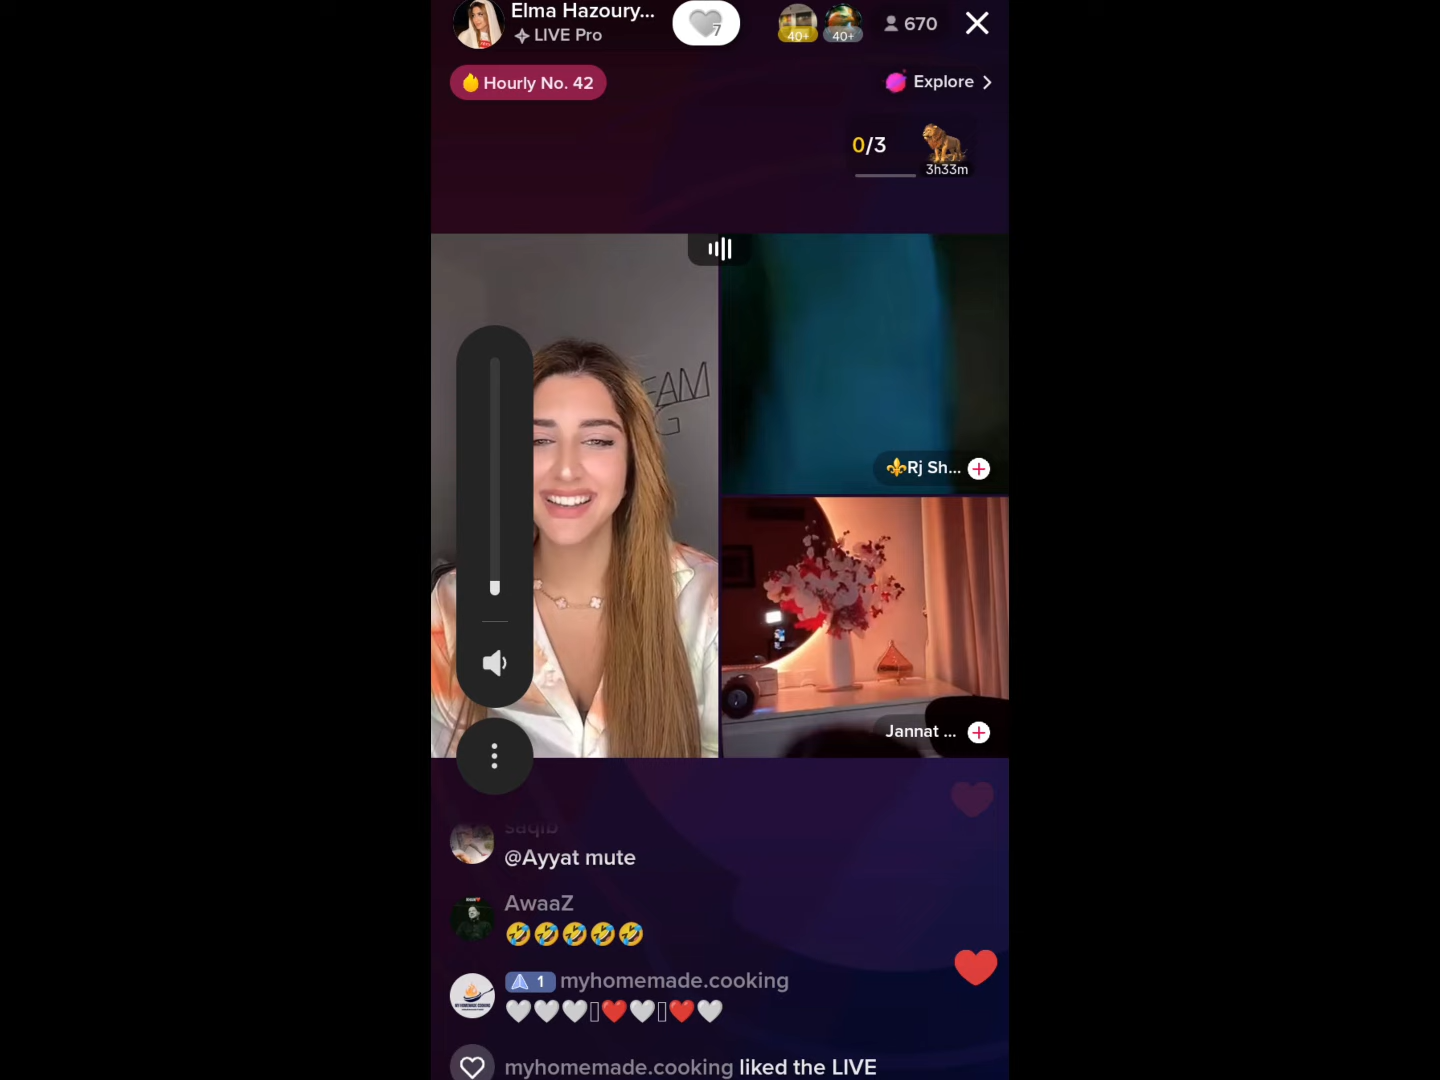 Elma Hazoury...
LIVE Pro
7
40+
40+
670
Hourly No. 42
Explore
0/3
3h33m
EAM
G
Rj Sh...
Jannat ...
saqib
@Ayyat mute
AwaaZ
🤣🤣🤣🤣🤣
1 myhomemade.cooking
🤍🤍🤍▯❤️🤍▯❤️🤍
myhomemade.cooking liked the LIVE